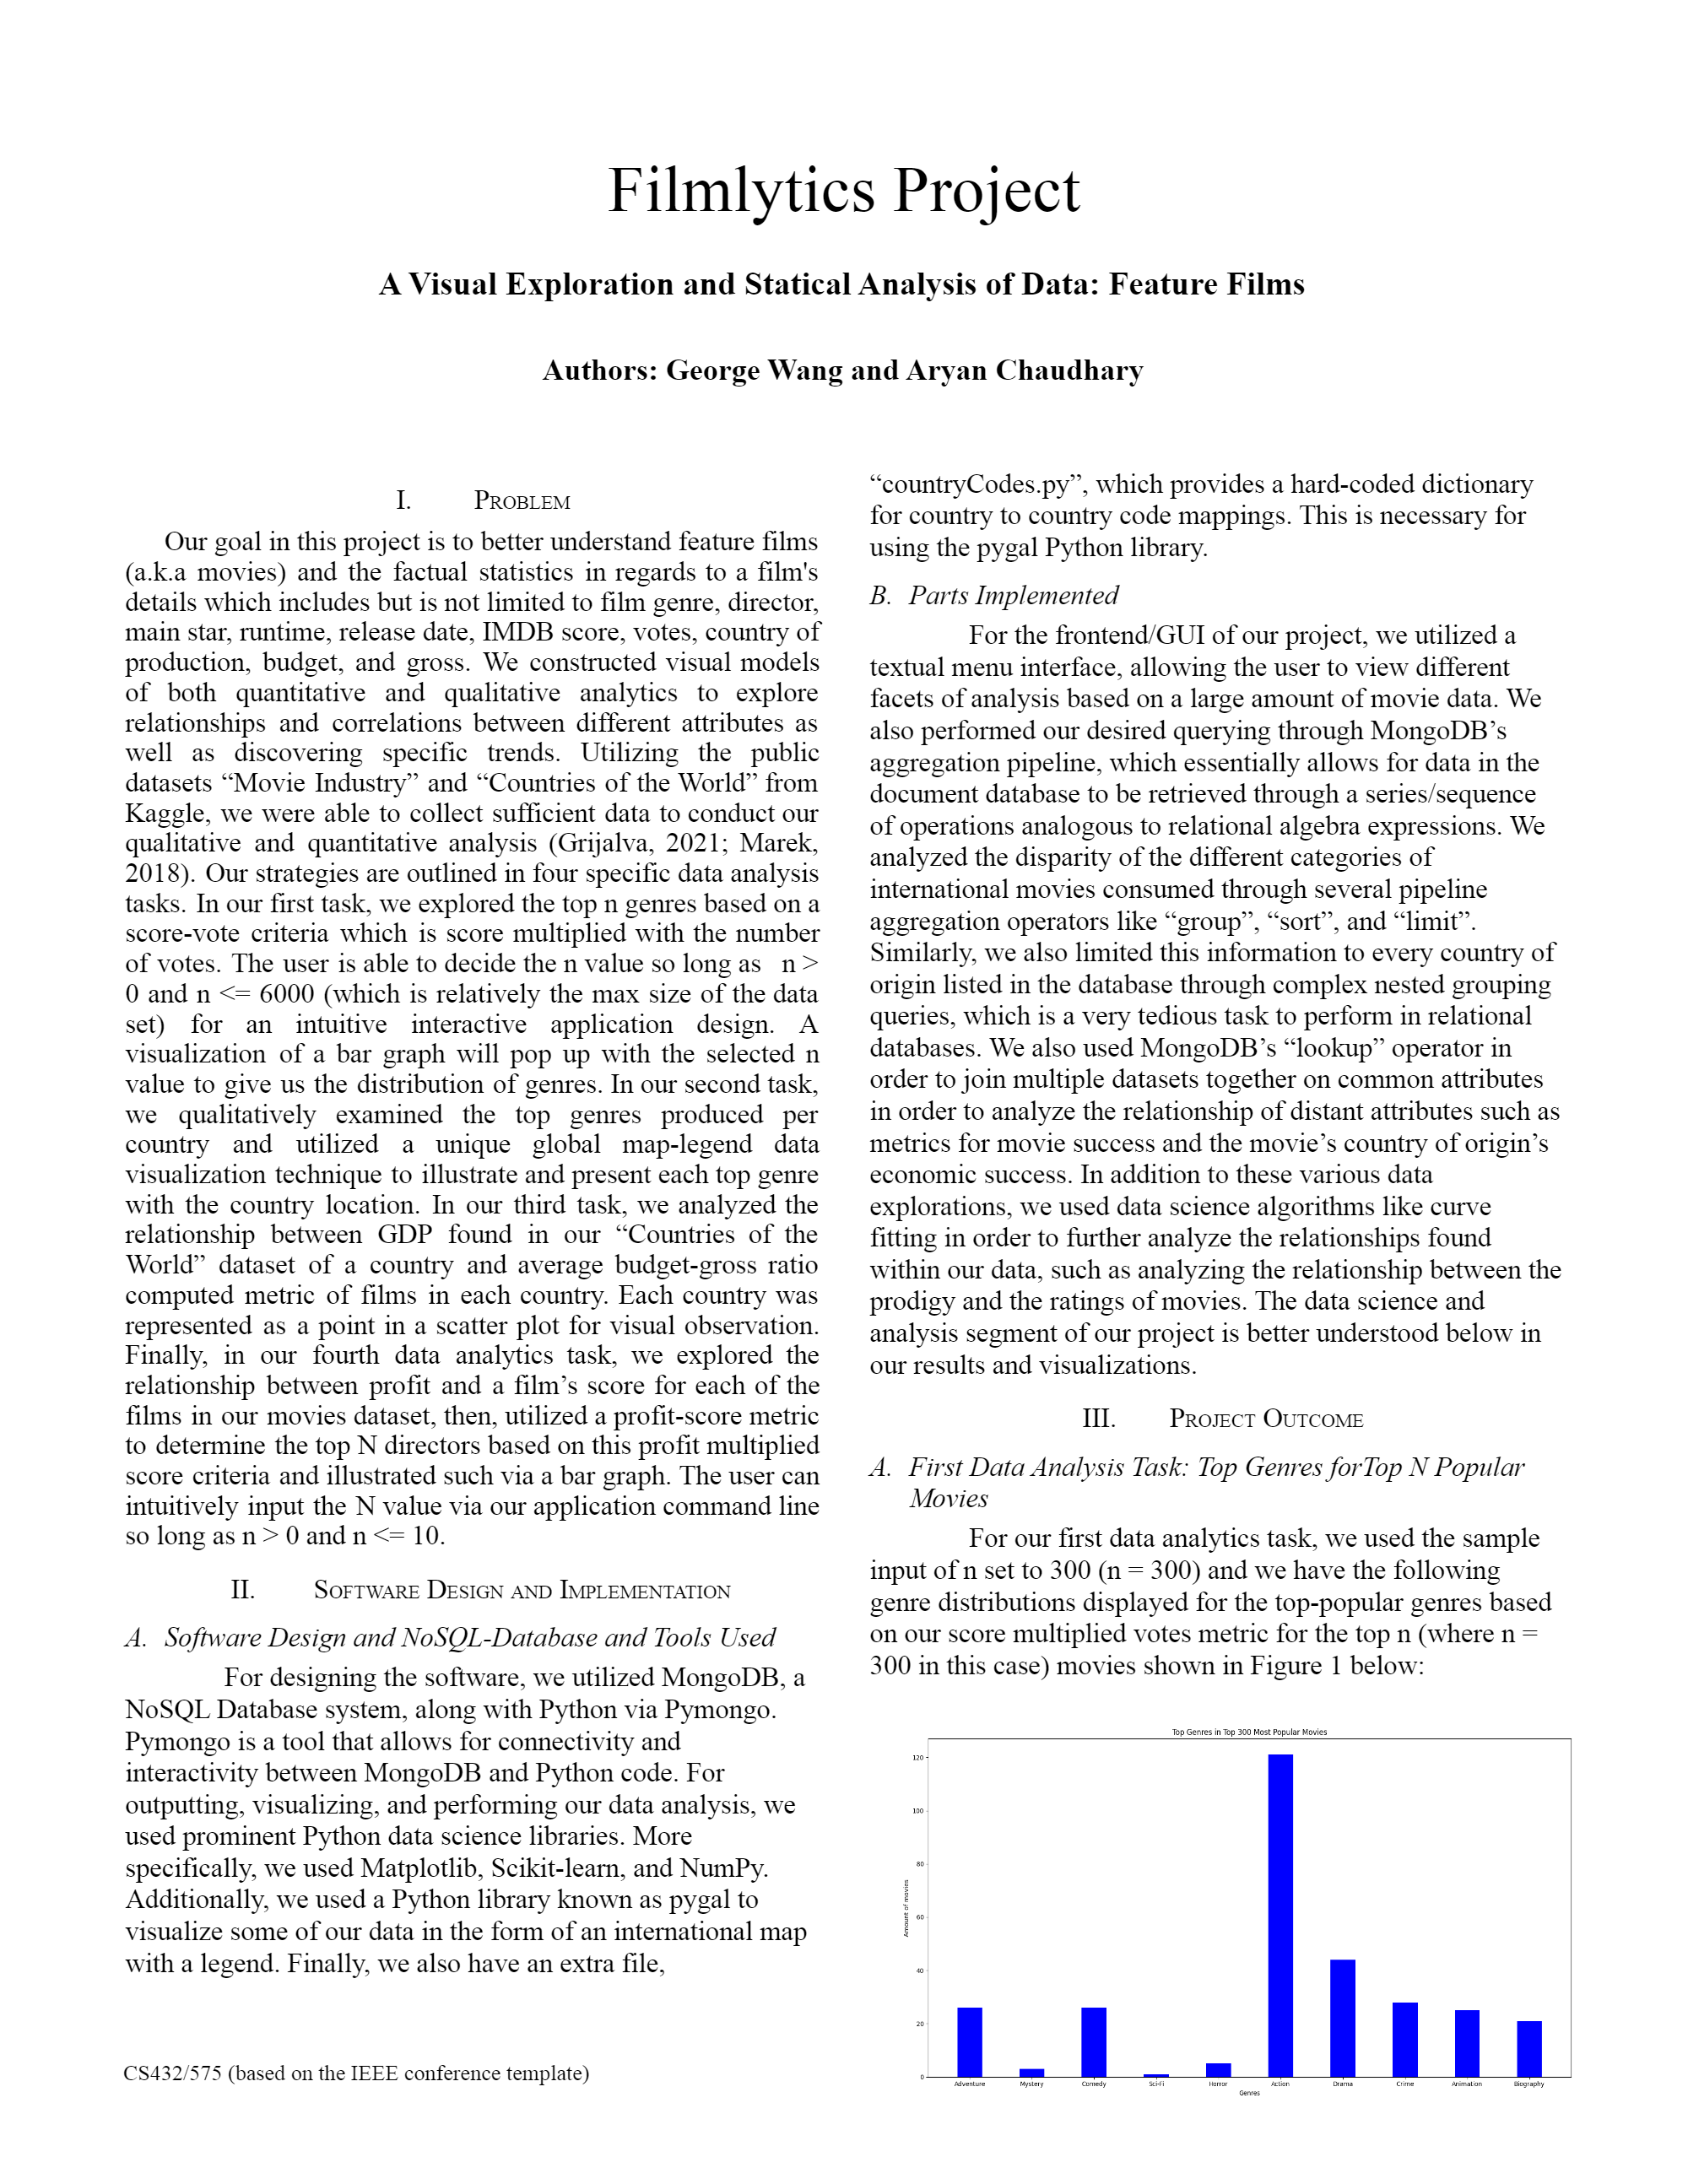 Filmlytics Project
A Visual Exploration and Statical Analysis of Data: Feature Films
Authors: George Wang and Aryan Chaudhary
I. Problem
Our goal in this project is to better understand feature films
(a.k.a movies) and the factual statistics in regards to a film's
details which includes but is not limited to film genre, director,
main star, runtime, release date, IMDB score, votes, country of
production, budget, and gross. We constructed visual models
of both quantitative and qualitative analytics to explore
relationships and correlations between different attributes as
well as discovering specific trends. Utilizing the public
datasets “Movie Industry” and “Countries of the World” from
Kaggle, we were able to collect sufficient data to conduct our
qualitative and quantitative analysis (Grijalva, 2021; Marek,
2018). Our strategies are outlined in four specific data analysis
tasks. In our first task, we explored the top n genres based on a
score-vote criteria which is score multiplied with the number
of votes. The user is able to decide the n value so long as n >
0 and n <= 6000 (which is relatively the max size of the data
set) for an intuitive interactive application design. A
visualization of a bar graph will pop up with the selected n
value to give us the distribution of genres. In our second task,
we qualitatively examined the top genres produced per
country and utilized a unique global map-legend data
visualization technique to illustrate and present each top genre
with the country location. In our third task, we analyzed the
relationship between GDP found in our “Countries of the
World” dataset of a country and average budget-gross ratio
computed metric of films in each country. Each country was
represented as a point in a scatter plot for visual observation.
Finally, in our fourth data analytics task, we explored the
relationship between profit and a film’s score for each of the
films in our movies dataset, then, utilized a profit-score metric
to determine the top N directors based on this profit multiplied
score criteria and illustrated such via a bar graph. The user can
intuitively input the N value via our application command line
so long as n > 0 and n <= 10.
II. Software Design and Implementation
A. Software Design and NoSQL-Database and Tools Used
For designing the software, we utilized MongoDB, a
NoSQL Database system, along with Python via Pymongo.
Pymongo is a tool that allows for connectivity and
interactivity between MongoDB and Python code. For
outputting, visualizing, and performing our data analysis, we
used prominent Python data science libraries. More
specifically, we used Matplotlib, Scikit-learn, and NumPy.
Additionally, we used a Python library known as pygal to
visualize some of our data in the form of an international map
with a legend. Finally, we also have an extra file,
CS432/575 (based on the IEEE conference template)
“countryCodes.py”, which provides a hard-coded dictionary
for country to country code mappings. This is necessary for
using the pygal Python library.
B. Parts Implemented
For the frontend/GUI of our project, we utilized a
textual menu interface, allowing the user to view different
facets of analysis based on a large amount of movie data. We
also performed our desired querying through MongoDB’s
aggregation pipeline, which essentially allows for data in the
document database to be retrieved through a series/sequence
of operations analogous to relational algebra expressions. We
analyzed the disparity of the different categories of
international movies consumed through several pipeline
aggregation operators like “group”, “sort”, and “limit”.
Similarly, we also limited this information to every country of
origin listed in the database through complex nested grouping
queries, which is a very tedious task to perform in relational
databases. We also used MongoDB’s “lookup” operator in
order to join multiple datasets together on common attributes
in order to analyze the relationship of distant attributes such as
metrics for movie success and the movie’s country of origin’s
economic success. In addition to these various data
explorations, we used data science algorithms like curve
fitting in order to further analyze the relationships found
within our data, such as analyzing the relationship between the
prodigy and the ratings of movies. The data science and
analysis segment of our project is better understood below in
our results and visualizations.
III. Project Outcome
A. First Data Analysis Task: Top Genres forTop N Popular
Movies
For our first data analytics task, we used the sample
input of n set to 300 (n = 300) and we have the following
genre distributions displayed for the top-popular genres based
on our score multiplied votes metric for the top n (where n =
300 in this case) movies shown in Figure 1 below:
Top Genres in Top 300 Most Popular Movies
120
100
80
60
40
20
0
Amount of movies
Adventure Mystery Comedy Sci-Fi Horror Action Drama Crime Animation Biography
Genres